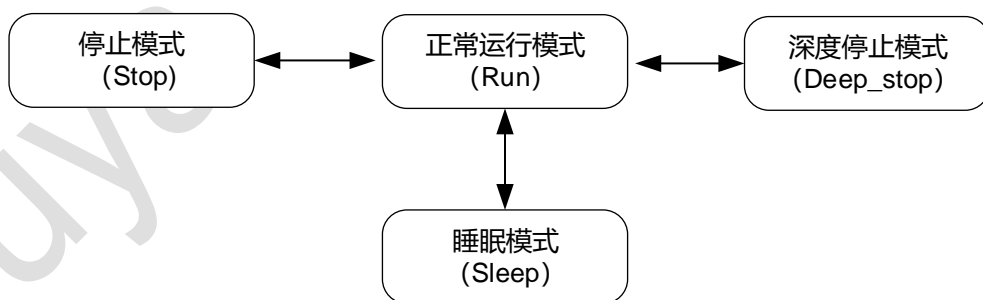 停止模式
(Stop)
正常运行模式
(Run)
深度停止模式
(Deep_stop)
睡眠模式
(Sleep)
uya